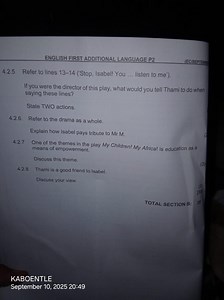 ENGLISH FIRST ADDITIONAL LANGUAGE P2
4.2.5 Refer to lines 13–14 ('Stop, Isabel! You … listen to me').
If you were the director of this play, what would you tell Thami to do when
saying these lines?
State TWO actions.
4.2.6 Refer to the drama as a whole.
Explain how Isabel pays tribute to Mr M.
4.2.7 One of the themes in the play, My Children! My Africa! is education as a
means of empowerment.
Discuss this theme.
4.2.8 Thami is a good friend to Isabel.
Discuss your view.
TOTAL SECTION B:
KABOENTLE
September 10, 2025 20:49